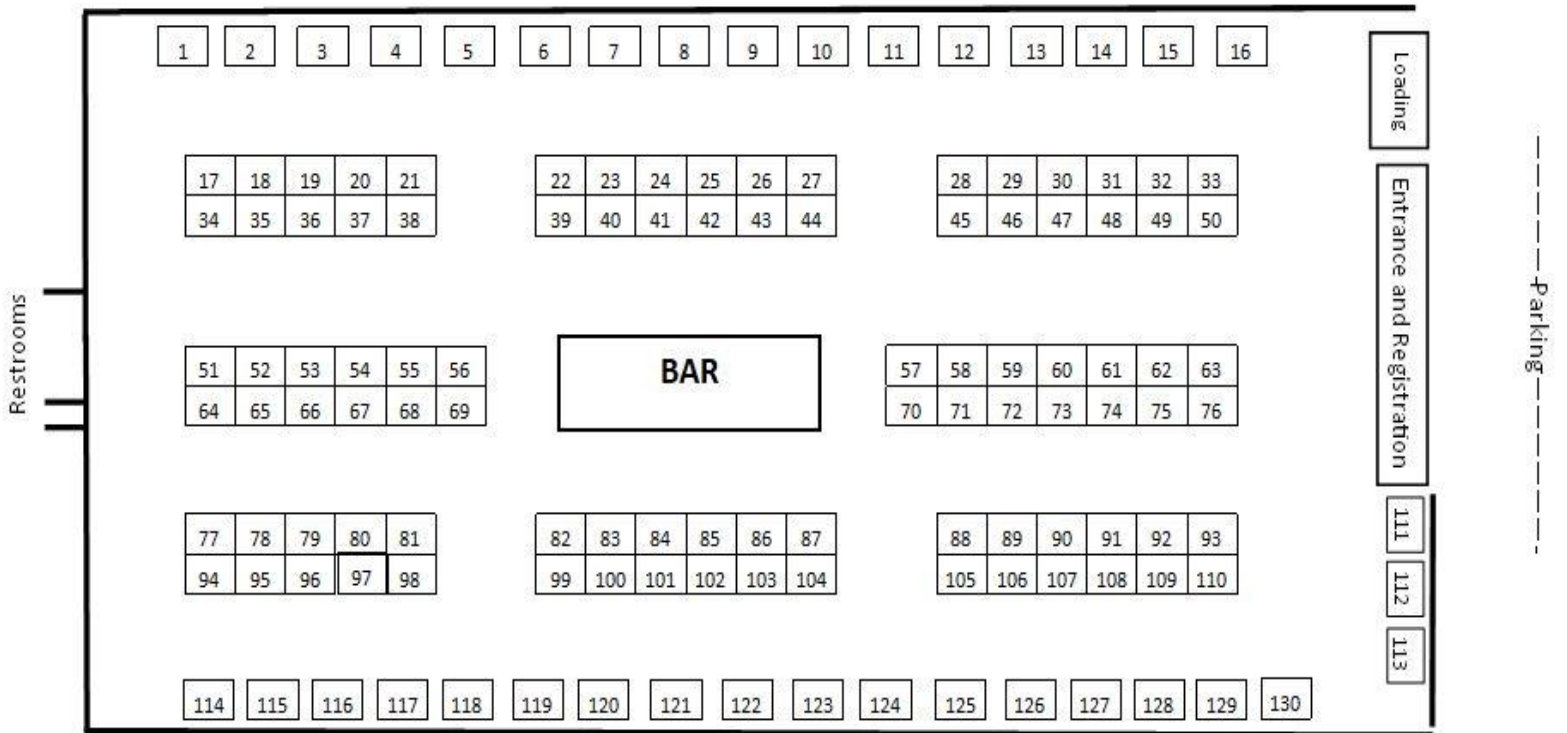 1 2 3 4 5 6 7 8 9 10 11 12 13 14 15 16
Loading
17 18 19 20 21 22 23 24 25 26 27 28 29 30 31 32 33
34 35 36 37 38 39 40 41 42 43 44 45 46 47 48 49 50
Entrance and Registration
Parking
Restrooms
51 52 53 54 55 56 BAR 57 58 59 60 61 62 63
64 65 66 67 68 69 70 71 72 73 74 75 76
77 78 79 80 81 82 83 84 85 86 87 88 89 90 91 92 93
94 95 96 97 98 99 100 101 102 103 104 105 106 107 108 109 110
111
112
113
114 115 116 117 118 119 120 121 122 123 124 125 126 127 128 129 130